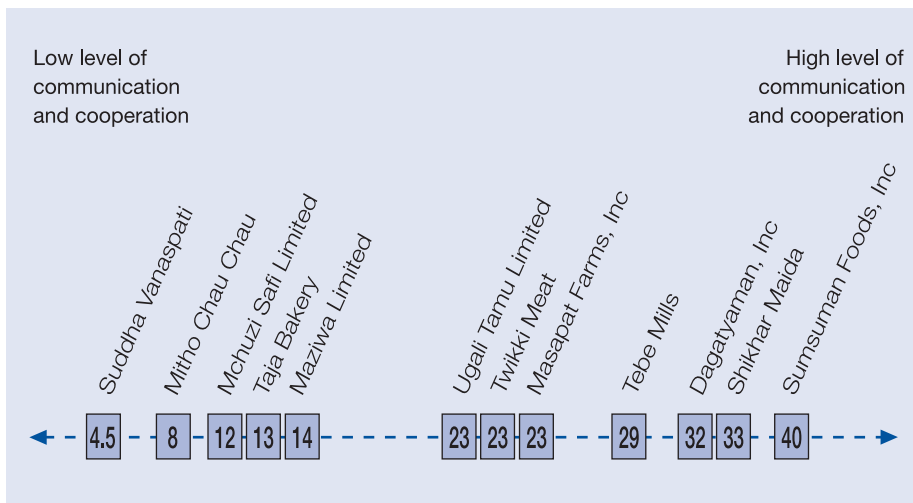 Low level of
communication
and cooperation
High level of
communication
and cooperation
Suddha Vanaspati
Mitho Chau Chau
Mchuzi Safi Limited
Taja Bakery
Maziwa Limited
Ugali Tamu Limited
Twikki Meat
Masapat Farms, Inc
Tebe Mills
Dagatyaman, Inc
Shikhar Maida
Sumsuman Foods, Inc
4.5 8 12 13 14 23 23 23 29 32 33 40